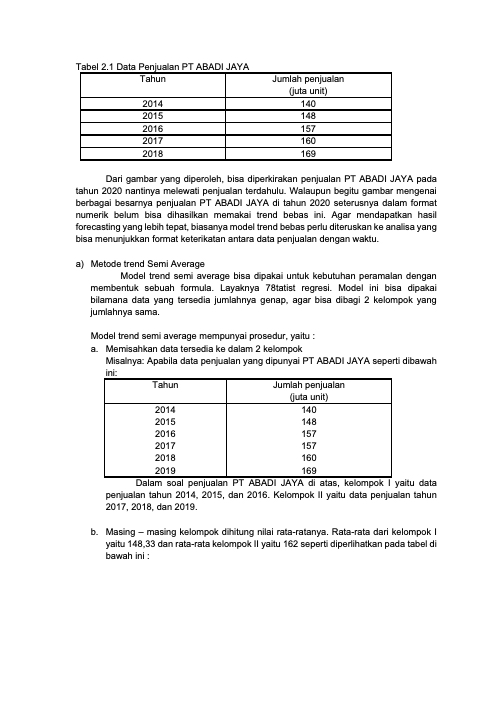 Tabel 2.1 Data Penjualan PT ABADI JAYA
Tahun Jumlah penjualan
(juta unit)
2014 140
2015 148
2016 157
2017 160
2018 169
Dari gambar yang diperoleh, bisa diperkirakan penjualan PT ABADI JAYA pada
tahun 2020 nantinya melewati penjualan terdahulu. Walaupun begitu gambar mengenai
berbagai besarnya penjualan PT ABADI JAYA di tahun 2020 seterusnya dalam format
numerik belum bisa dihasilkan memakai trend bebas ini. Agar mendapatkan hasil
forecasting yang lebih tepat, biasanya model trend bebas perlu diteruskan ke analisa yang
bisa menunjukkan format keterikatan antara data penjualan dengan waktu.
a) Metode trend Semi Average
Model trend semi average bisa dipakai untuk kebutuhan peramalan dengan
membentuk sebuah formula. Layaknya 78tatist regresi. Model ini bisa dipakai
bilamana data yang tersedia jumlahnya genap, agar bisa dibagi 2 kelompok yang
jumlahnya sama.
Model trend semi average mempunyai prosedur, yaitu :
a. Memisahkan data tersedia ke dalam 2 kelompok
Misalnya: Apabila data penjualan yang dipunyai PT ABADI JAYA seperti dibawah
ini:
Tahun Jumlah penjualan
(juta unit)
2014 140
2015 148
2016 157
2017 157
2018 160
2019 169
Dalam soal penjualan PT ABADI JAYA di atas, kelompok I yaitu data
penjualan tahun 2014, 2015, dan 2016. Kelompok II yaitu data penjualan tahun
2017, 2018, dan 2019.
b. Masing – masing kelompok dihitung nilai rata-ratanya. Rata-rata dari kelompok I
yaitu 148,33 dan rata-rata kelompok II yaitu 162 seperti diperlihatkan pada tabel di
bawah ini :